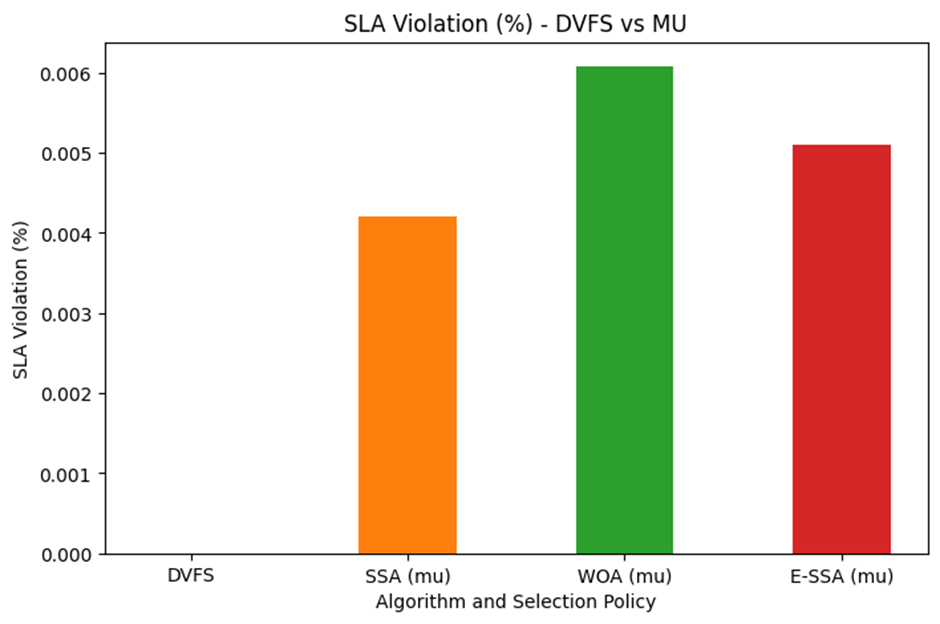 SLA Violation (%) - DVFS vs MU
SLA Violation (%)
0.006
0.005
0.004
0.003
0.002
0.001
0.000
DVFS
SSA (mu)
WOA (mu)
E-SSA (mu)
Algorithm and Selection Policy